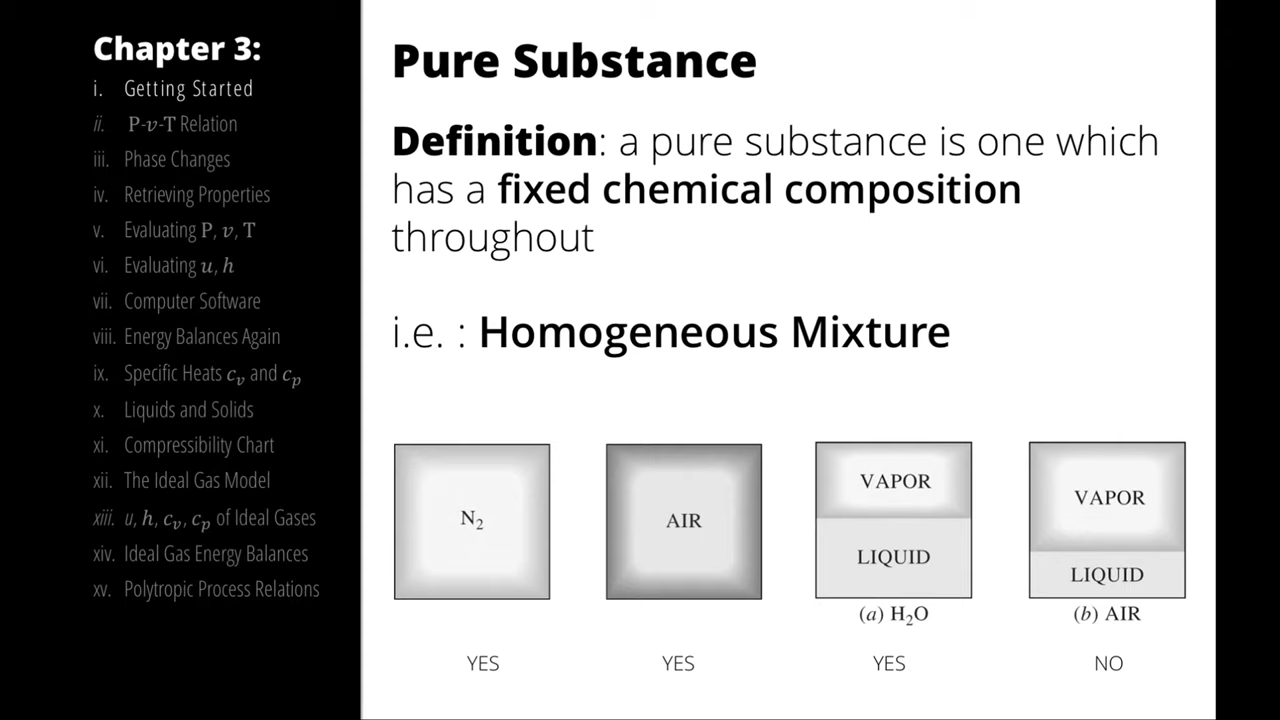 Chapter 3:
i. Getting Started
ii. P-v-T Relation
iii. Phase Changes
iv. Retrieving Properties
v. Evaluating P, v, T
vi. Evaluating u, h
vii. Computer Software
viii. Energy Balances Again
ix. Specific Heats cᵥ and cₚ
x. Liquids and Solids
xi. Compressibility Chart
xii. The Ideal Gas Model
xiii. u, h, cᵥ, cₚ of Ideal Gases
xiv. Ideal Gas Energy Balances
xv. Polytropic Process Relations
Pure Substance
Definition: a pure substance is one which
has a fixed chemical composition
throughout
i.e. : Homogeneous Mixture
N₂
AIR
VAPOR
LIQUID
(a) H₂O
VAPOR
LIQUID
(b) AIR
YES
YES
YES
NO